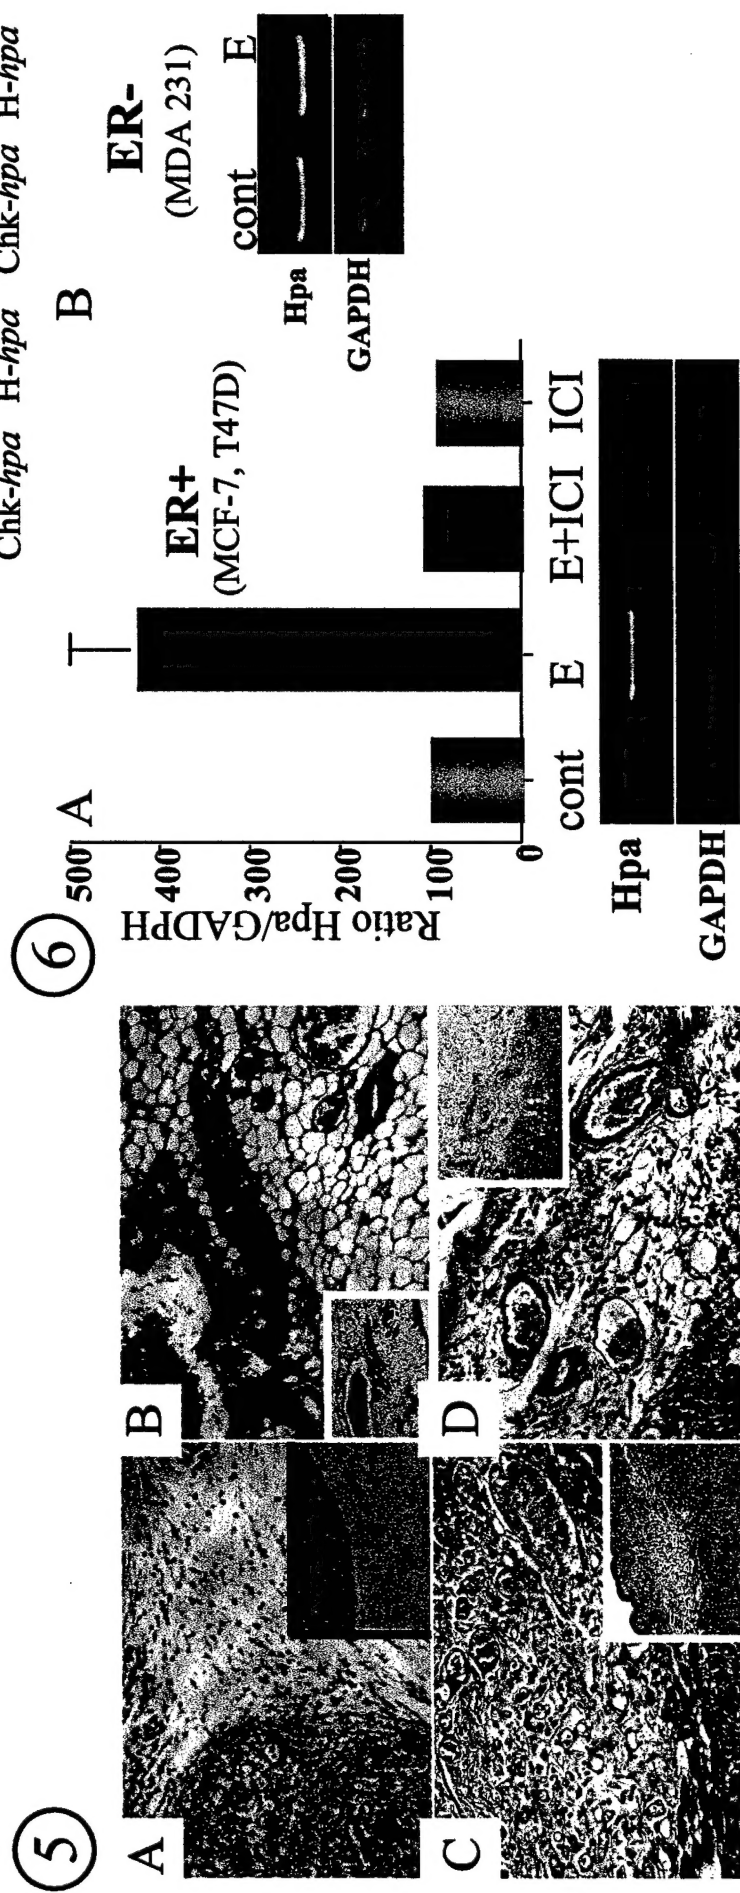 Chk-hpa H-hpa Chk-hpa H-hpa
5
A
B
C
D
6
A
Ratio Hpa/GADPH
500
400
300
200
100
0
ER+
(MCF-7, T47D)
cont E E+ICI ICI
Hpa
GAPDH
B
ER-
(MDA 231)
cont E
Hpa
GAPDH